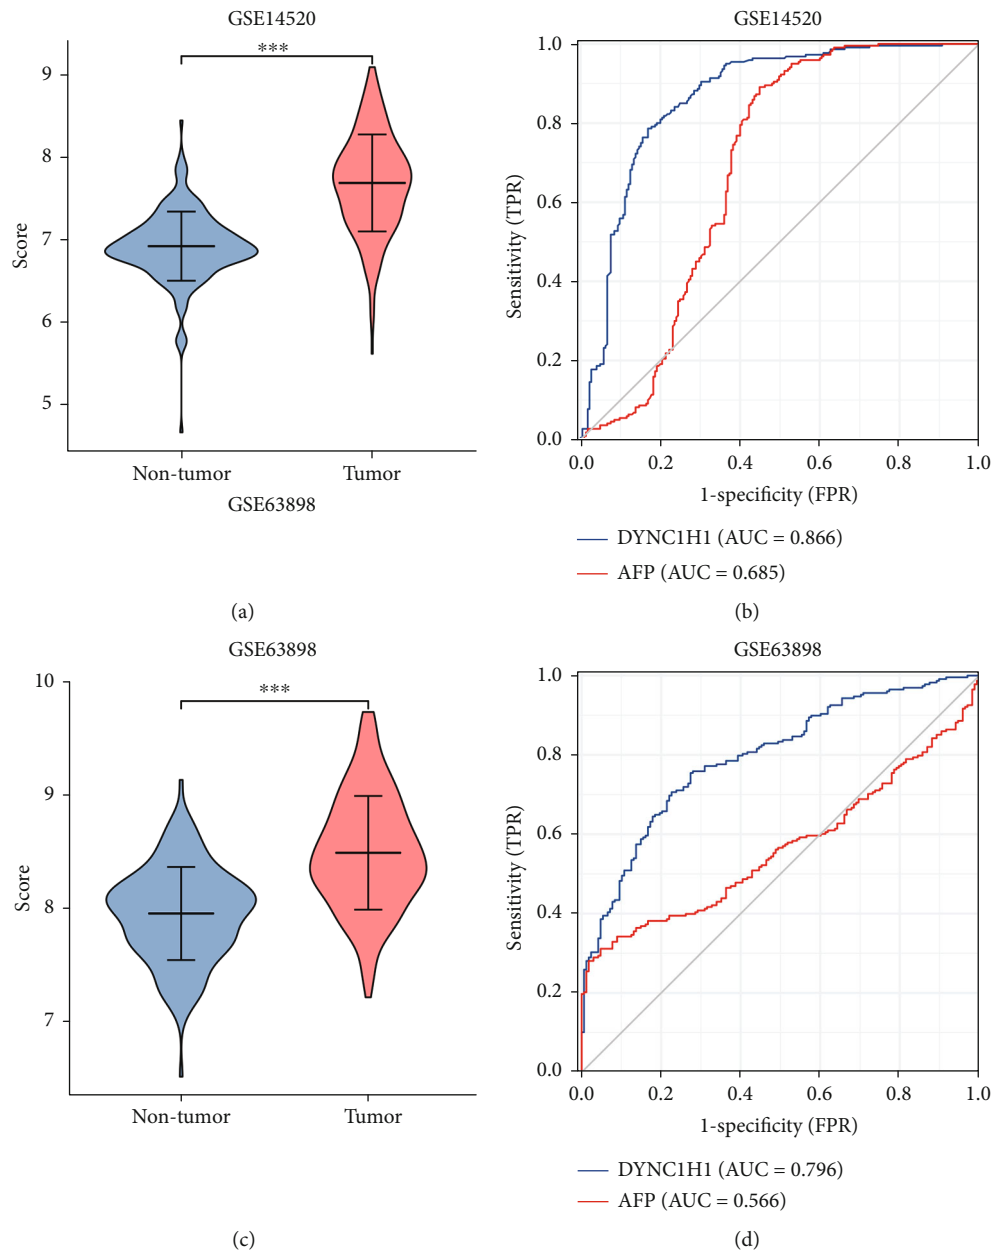 GSE14520
***
9
8
7
6
5
Score
Non-tumor Tumor
GSE63898
(a)
GSE14520
1.0
0.8
0.6
0.4
0.2
0.0
Sensitivity (TPR)
0.0 0.2 0.4 0.6 0.8 1.0
1-specificity (FPR)
DYNC1H1 (AUC = 0.866)
AFP (AUC = 0.685)
(b)
GSE63898
***
10
9
8
7
Score
Non-tumor Tumor
(c)
GSE63898
1.0
0.8
0.6
0.4
0.2
0.0
Sensitivity (TPR)
0.0 0.2 0.4 0.6 0.8 1.0
1-specificity (FPR)
DYNC1H1 (AUC = 0.796)
AFP (AUC = 0.566)
(d)